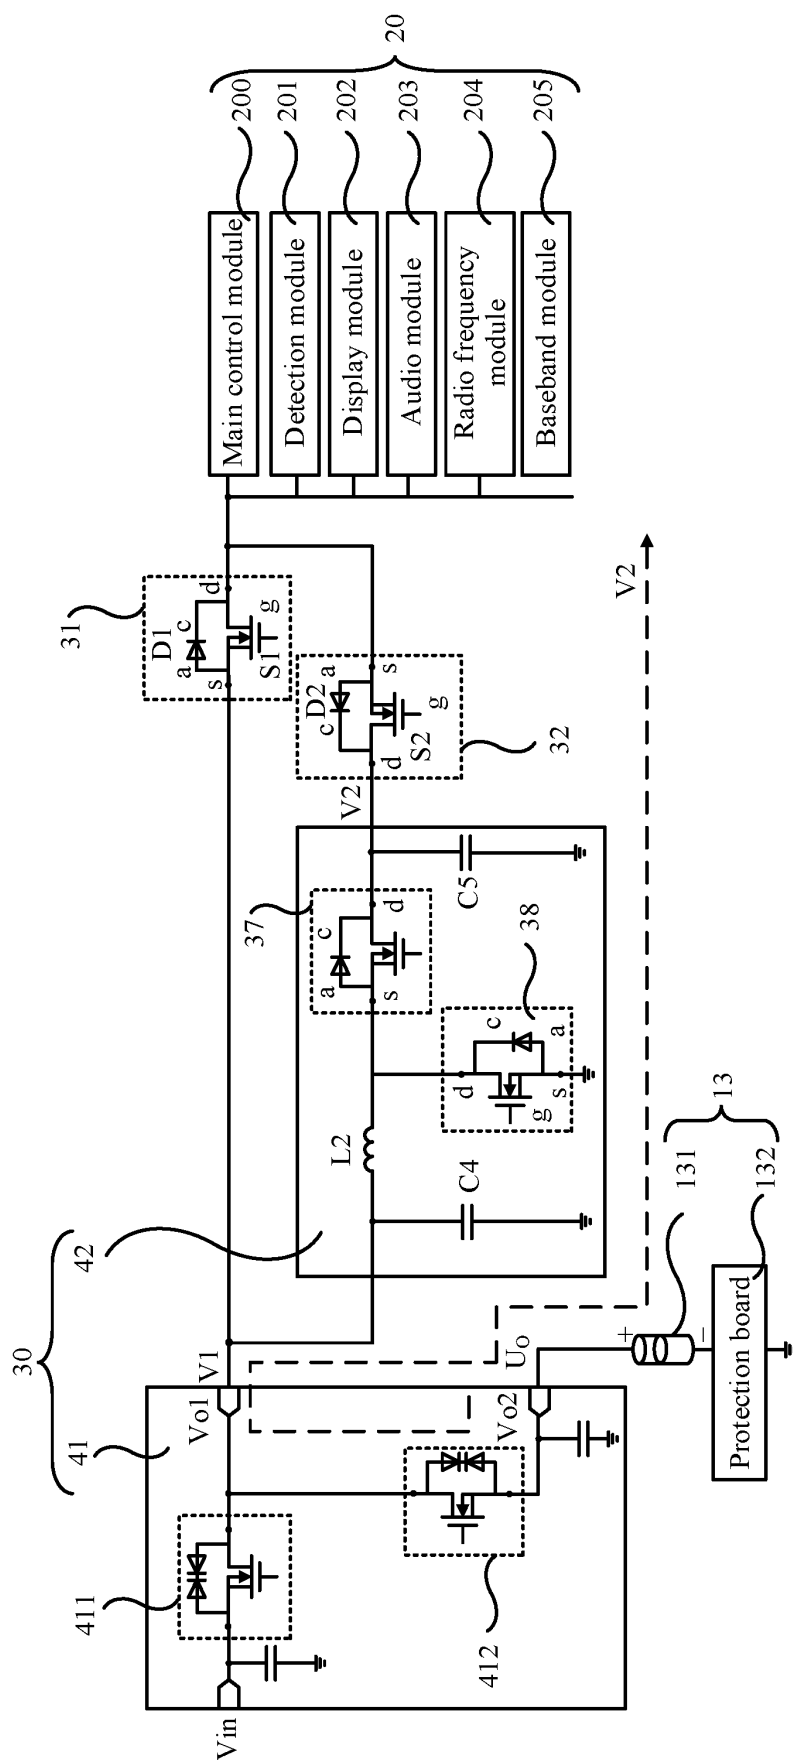 30
41
42
Vin
411
412
Vo1
V1
Vo2
U₀
L2
C4
a
c
37
s
d
d
g
s
c
a
38
C5
V2
31
D1
a
c
s
d
S1
g
c
D2
a
d
s
S2
g
32
V2
+
−
131
13
132
Protection board
Main control module
Detection module
Display module
Audio module
Radio frequency
module
Baseband module
200
201
202
203
204
205
20